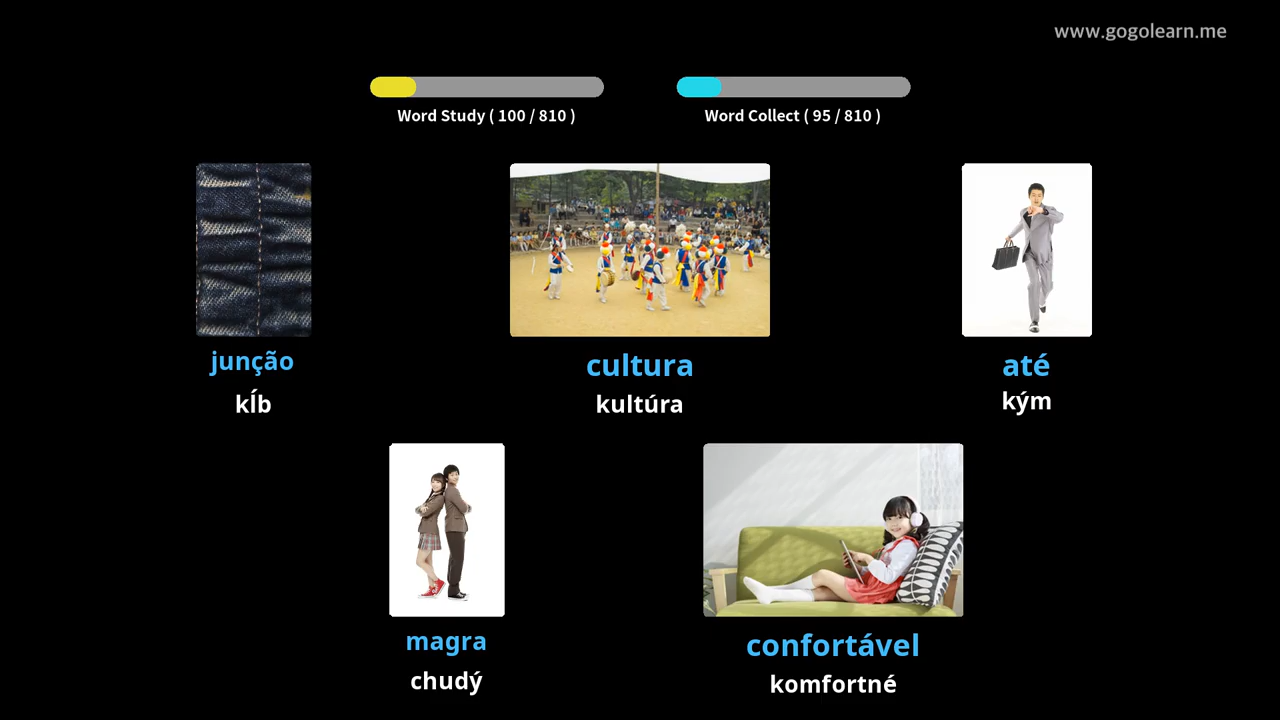 www.gogolearn.me
Word Study ( 100 / 810 )
Word Collect ( 95 / 810 )
junção
kĺb
cultura
kultúra
até
kým
magra
chudý
confortável
komfortné